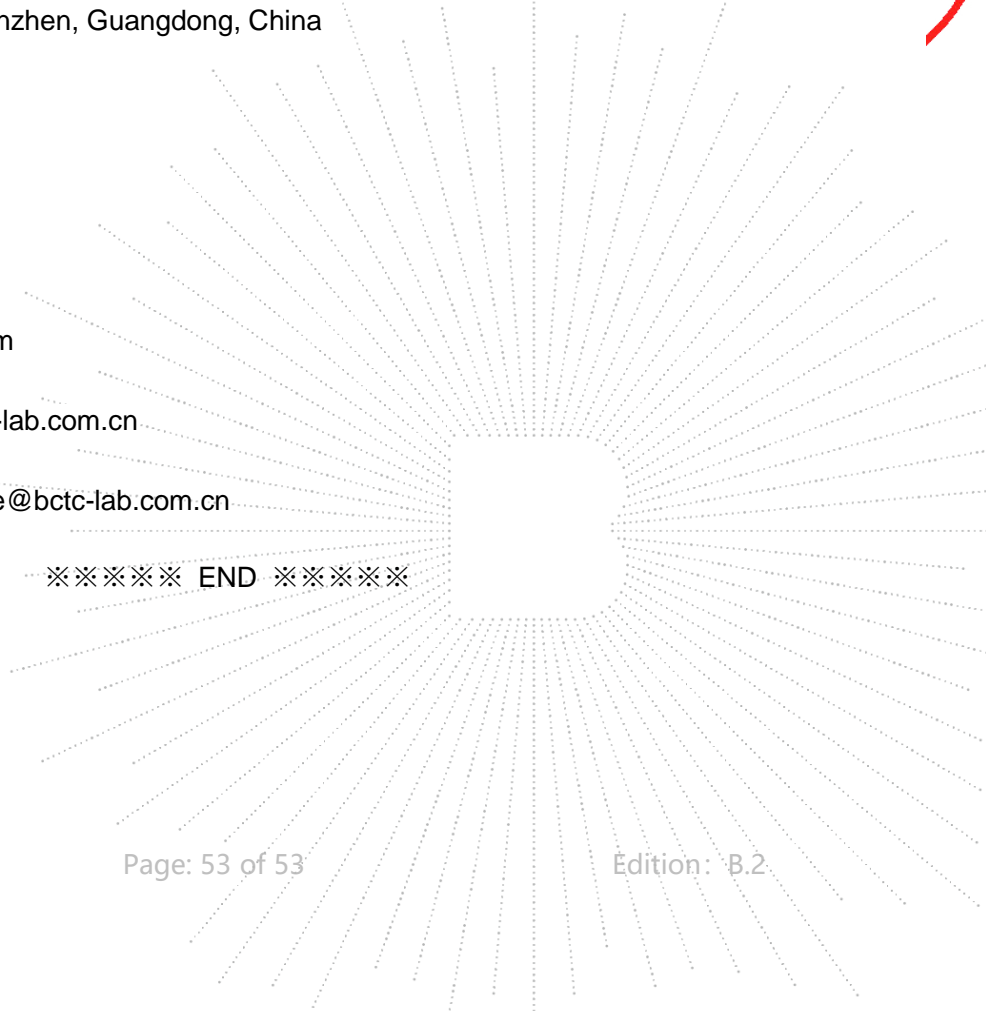 nzhen, Guangdong, China
m
-lab.com.cn
e@bctc-lab.com.cn
※※※※※ END ※※※※※
Page: 53 of 53 Edition：B.2